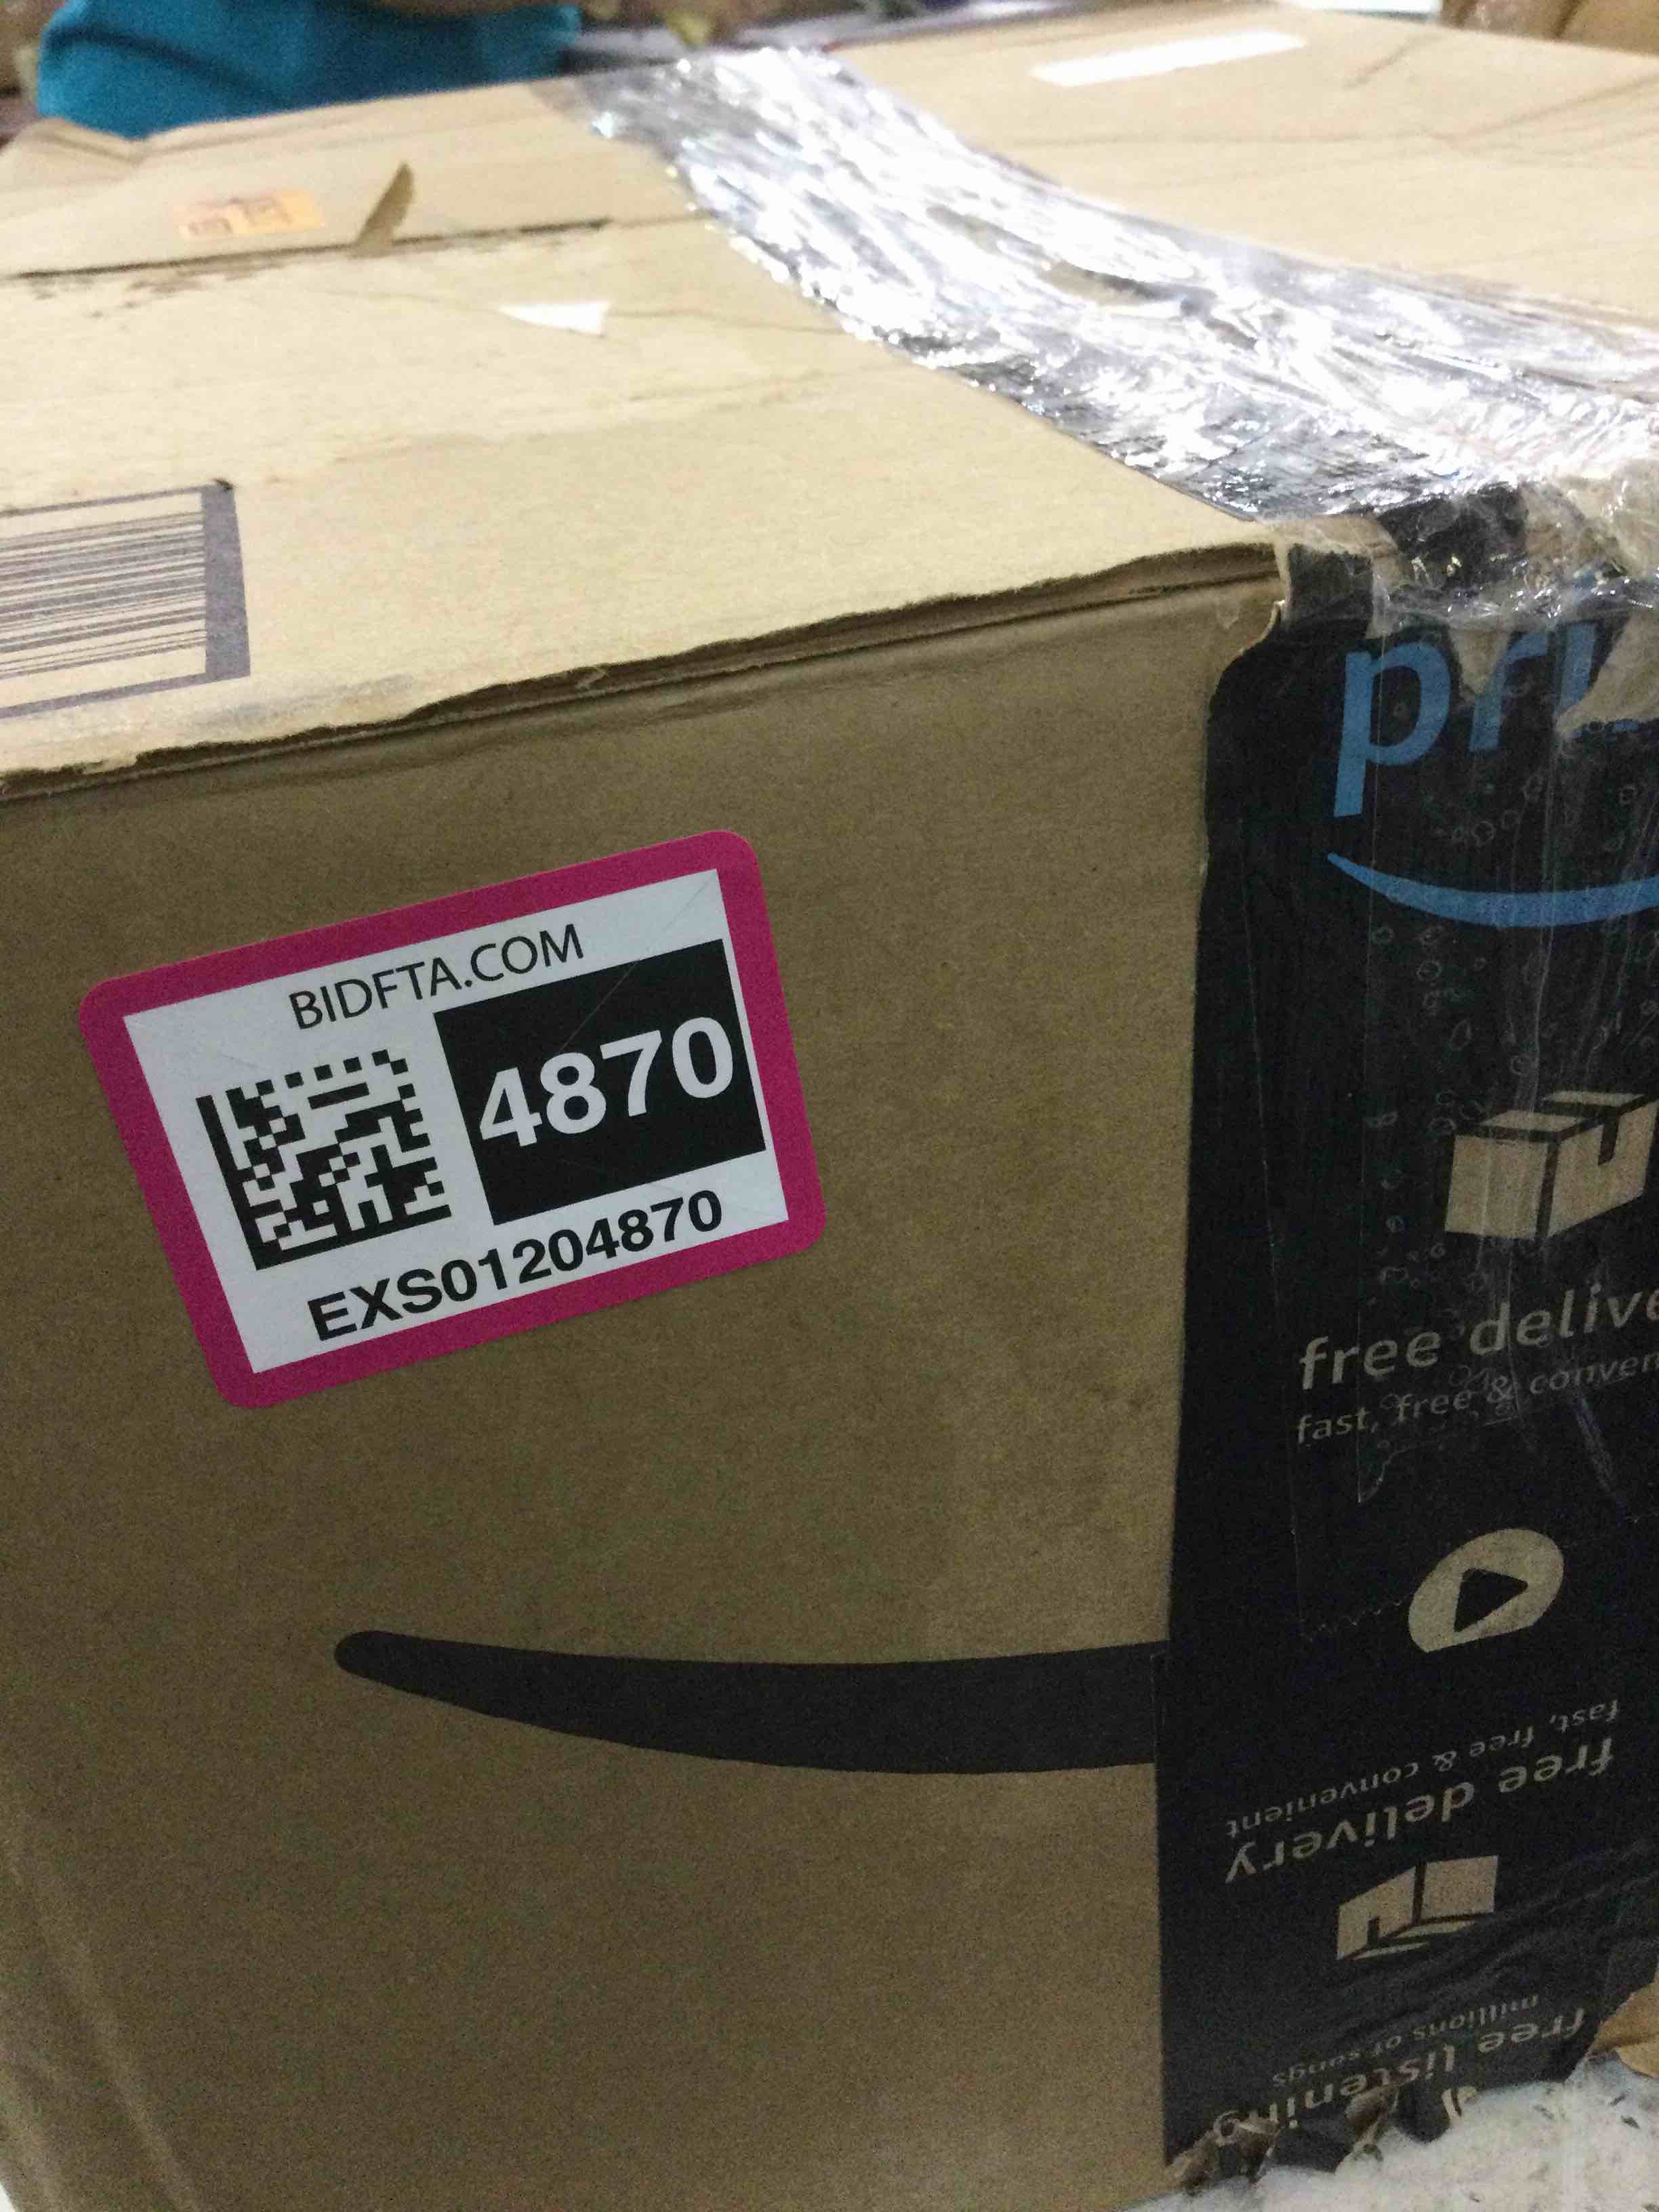 BIDFTA.COM
4870
EXS01204870
pri
free delive
fast, free & conven
fast, free & convenient
free delivery
millions of songs
free listening